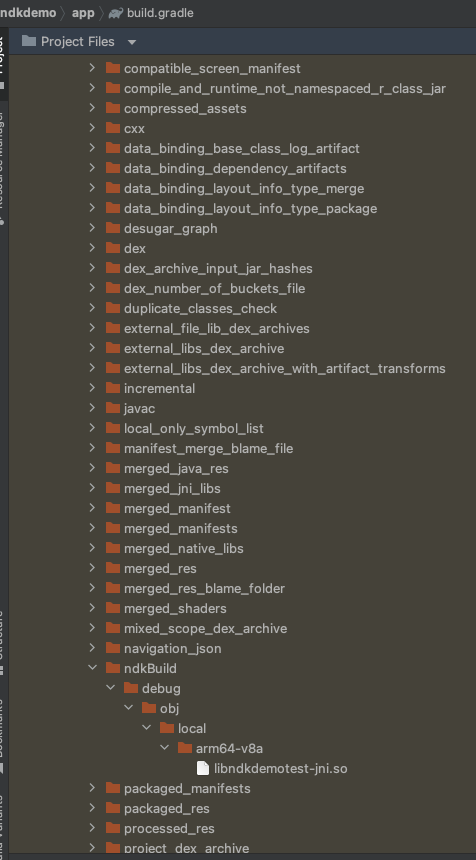 ndkdemo app build.gradle
Project Files
compatible_screen_manifest
compile_and_runtime_not_namespaced_r_class_jar
compressed_assets
cxx
data_binding_base_class_log_artifact
data_binding_dependency_artifacts
data_binding_layout_info_type_merge
data_binding_layout_info_type_package
desugar_graph
dex
dex_archive_input_jar_hashes
dex_number_of_buckets_file
duplicate_classes_check
external_file_lib_dex_archives
external_libs_dex_archive
external_libs_dex_archive_with_artifact_transforms
incremental
javac
local_only_symbol_list
manifest_merge_blame_file
merged_java_res
merged_jni_libs
merged_manifest
merged_manifests
merged_native_libs
merged_res
merged_res_blame_folder
merged_shaders
mixed_scope_dex_archive
navigation_json
ndkBuild
debug
obj
local
arm64-v8a
libndkdemotest-jni.so
packaged_manifests
packaged_res
processed_res
project_dex_archive